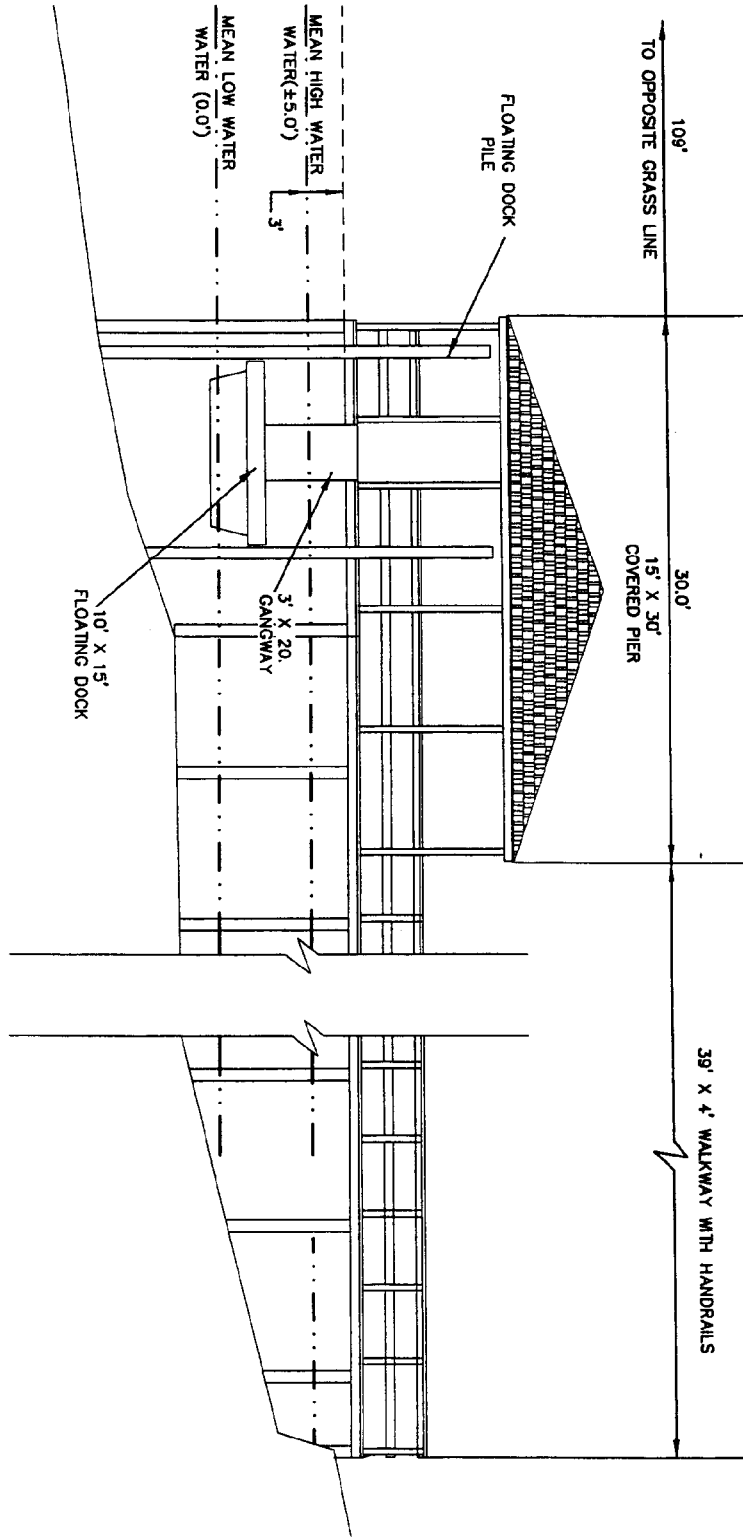 109'
TO OPPOSITE GRASS LINE
30.0'
15' X 30'
COVERED PIER
39' X 4' WALKWAY WITH HANDRAILS
FLOATING DOCK
PILE
MEAN HIGH WATER
WATER(±5.0')
3'
MEAN LOW WATER
WATER (0.0')
3' X 20.
GANGWAY
10' X 15'
FLOATING DOCK